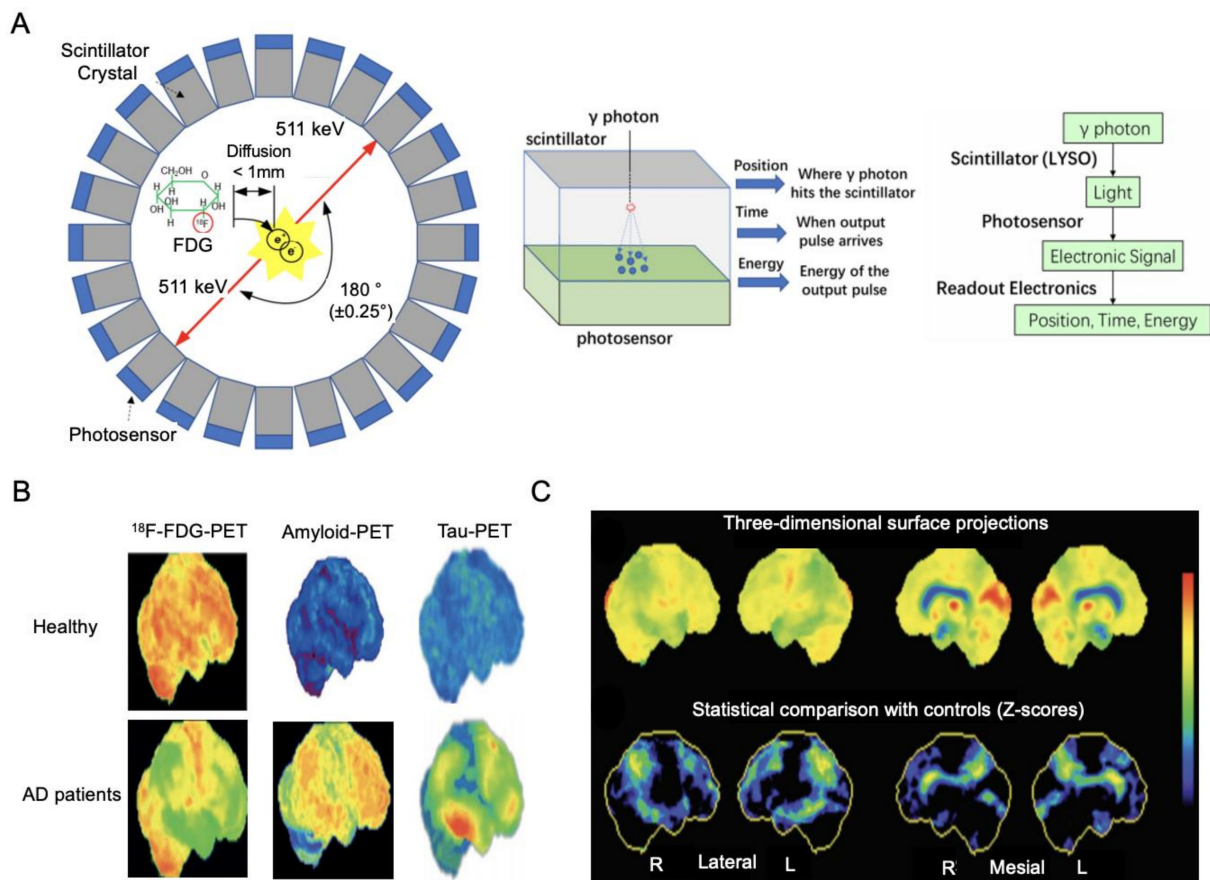 A
Scintillator
Crystal
511 keV
Diffusion
< 1mm
CH₂OH
O
H
H
H
H
OH
H
OH
OH
H
¹⁸F
FDG
e⁺
e⁻
511 keV
180 °
(±0.25°)
Photosensor
γ photon
scintillator
Position
Where γ photon
hits the scintillator
Time
When output
pulse arrives
Energy
Energy of the
output pulse
photosensor
γ photon
Scintillator (LYSO)
Light
Photosensor
Electronic Signal
Readout Electronics
Position, Time, Energy
B
¹⁸F-FDG-PET
Amyloid-PET
Tau-PET
Healthy
AD patients
C
Three-dimensional surface projections
Statistical comparison with controls (Z-scores)
R Lateral L
R Mesial L